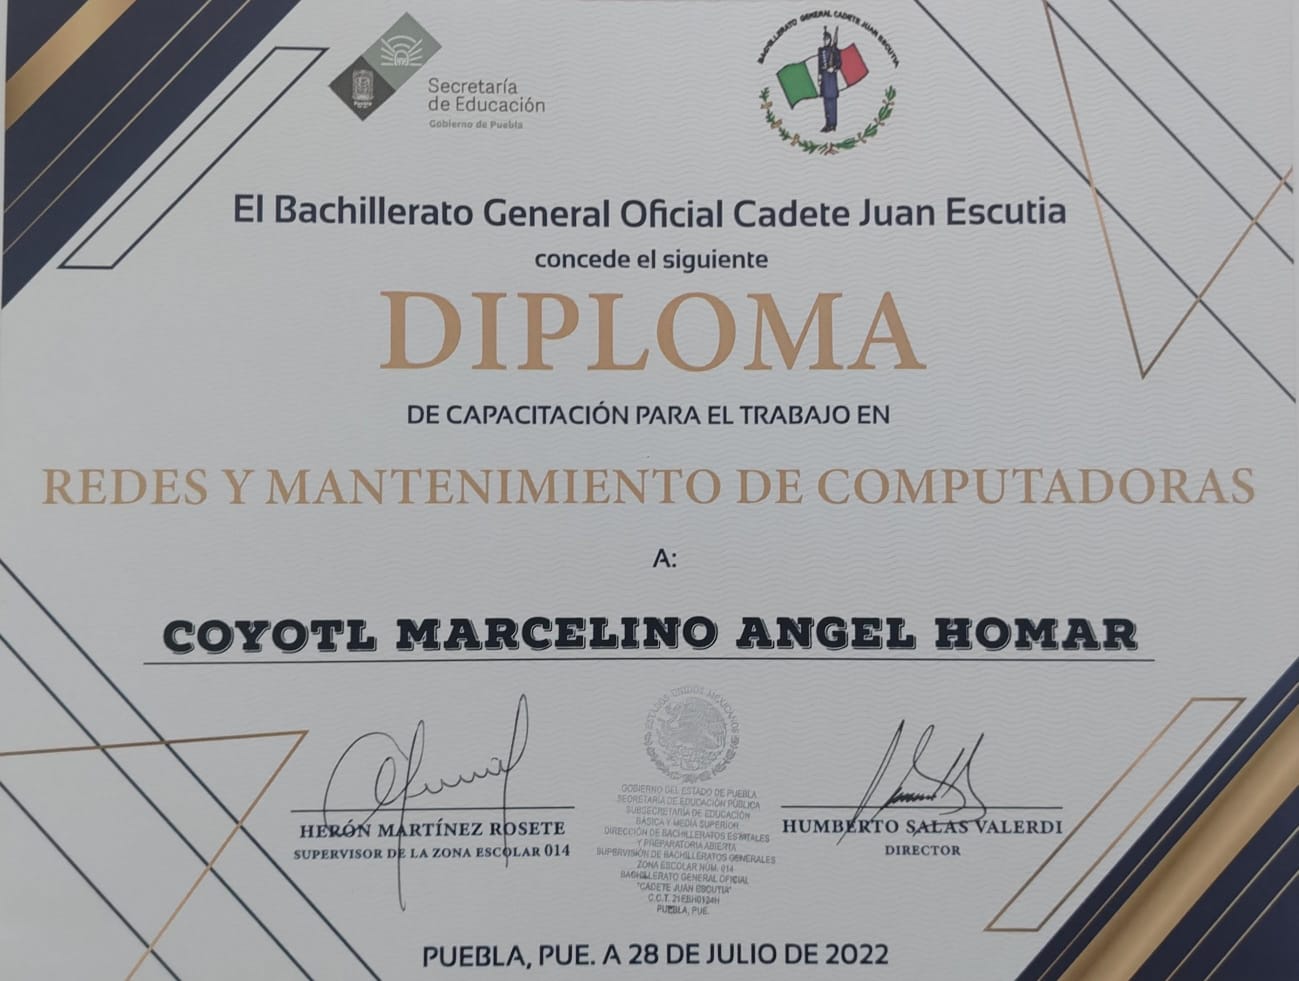 Secretaría
de Educación
Gobierno de Puebla
BACHILLERATO GENERAL CADETE JUAN ESCUTIA
El Bachillerato General Oficial Cadete Juan Escutia
concede el siguiente
DIPLOMA
DE CAPACITACIÓN PARA EL TRABAJO EN
REDES Y MANTENIMIENTO DE COMPUTADORAS
A:
COYOTL MARCELINO ANGEL HOMAR
HERÓN MARTÍNEZ ROSETE
SUPERVISOR DE LA ZONA ESCOLAR 014
ESTADOS UNIDOS MEXICANOS
GOBIERNO DEL ESTADO DE PUEBLA
SECRETARÍA DE EDUCACIÓN PÚBLICA
SUBSECRETARÍA DE EDUCACIÓN
BÁSICA Y MEDIA SUPERIOR
DIRECCIÓN DE BACHILLERATOS ESTATALES
Y PREPARATORIA ABIERTA
SUPERVISIÓN DE BACHILLERATOS GENERALES
ZONA ESCOLAR NÚM. 014
BACHILLERATO GENERAL OFICIAL
"CADETE JUAN ESCUTIA"
C.C.T. 21EBH0124H
PUEBLA, PUE.
HUMBERTO SALAS VALERDI
DIRECTOR
PUEBLA, PUE. A 28 DE JULIO DE 2022